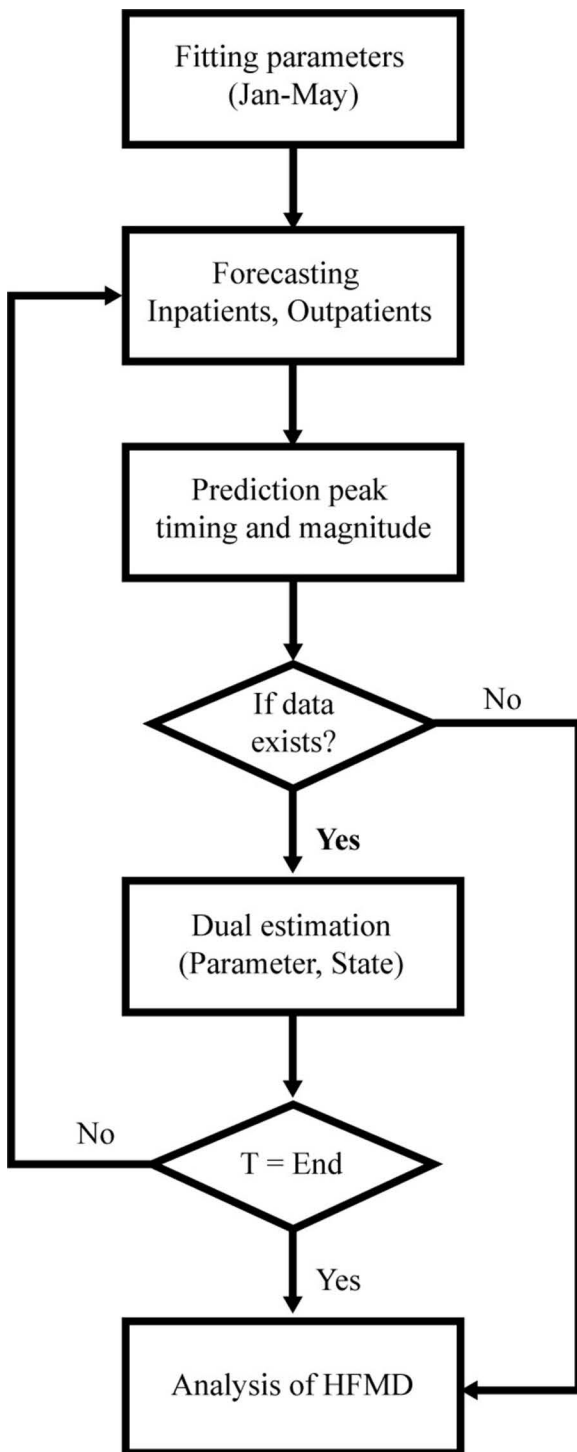 Fitting parameters
(Jan-May)
Forecasting
Inpatients, Outpatients
Prediction peak
timing and magnitude
If data
exists?
No
Yes
Dual estimation
(Parameter, State)
No
T = End
Yes
Analysis of HFMD